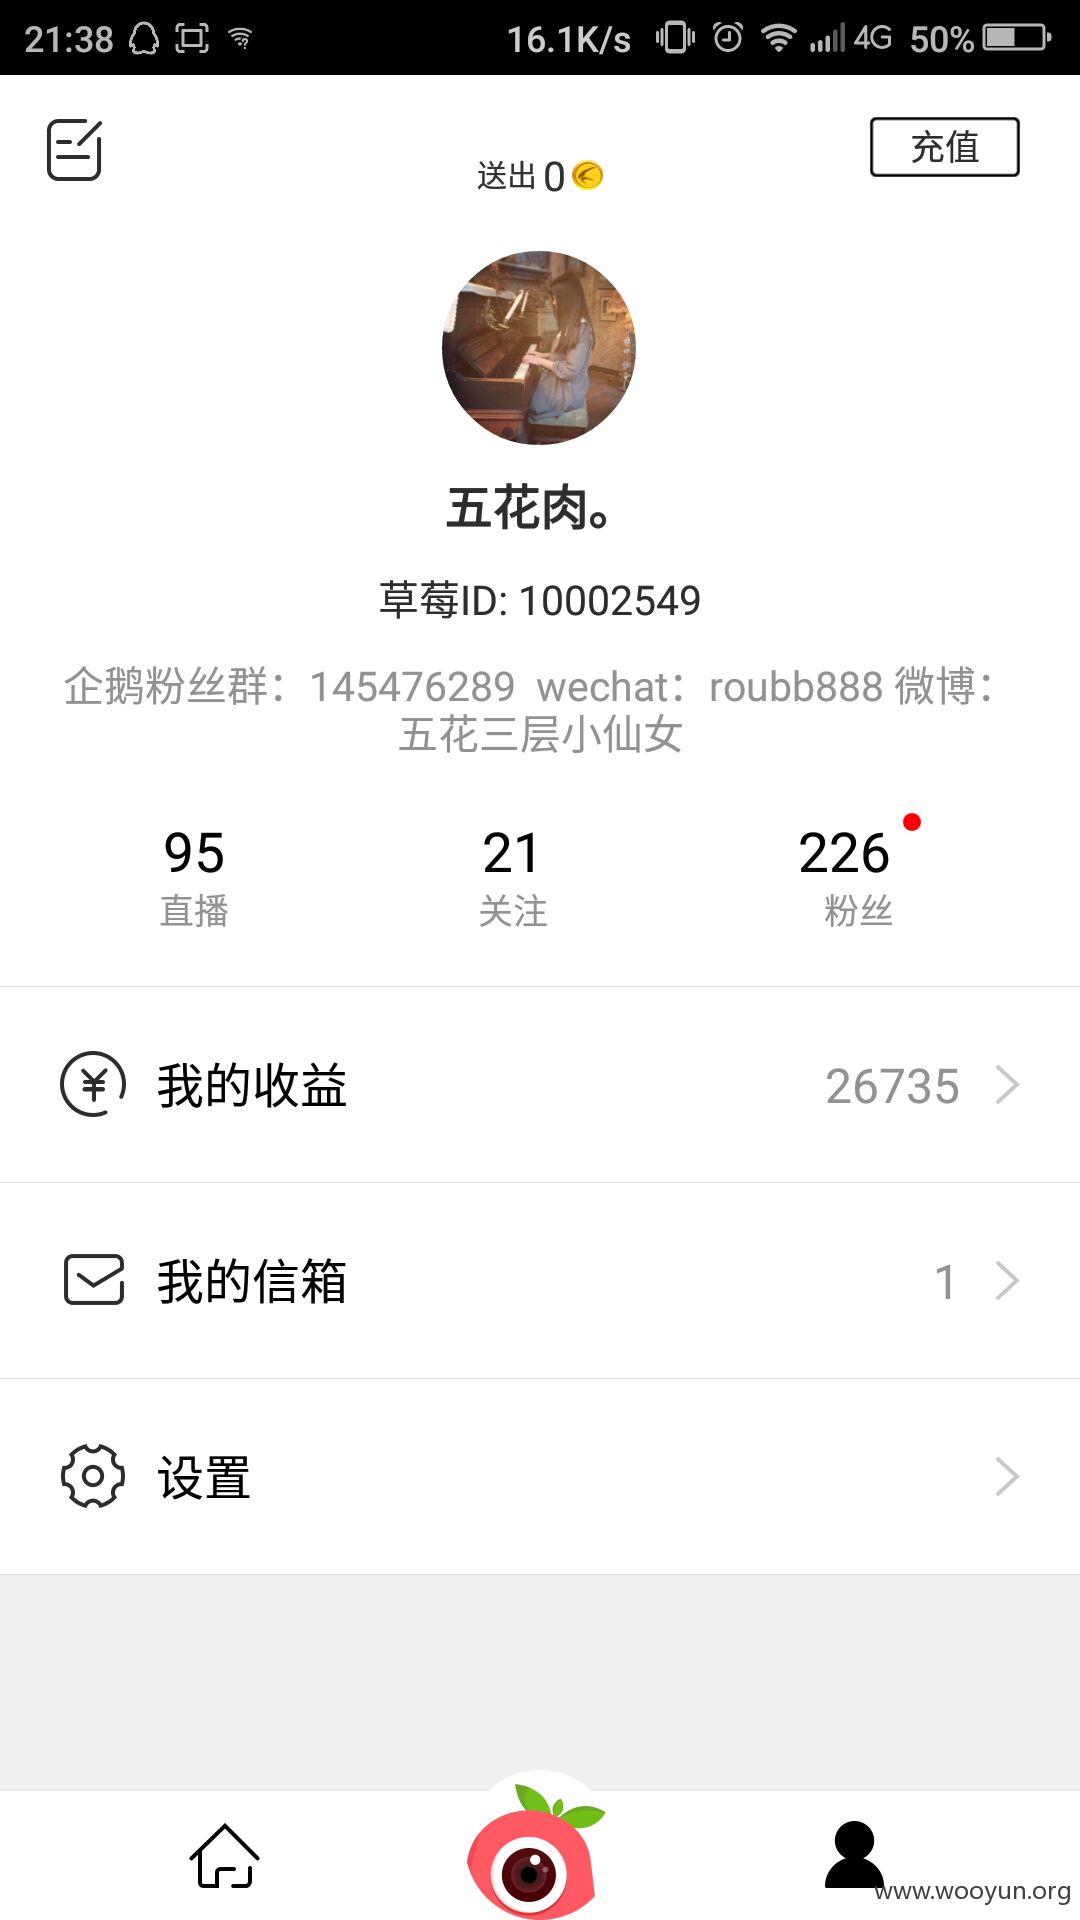 21:38 16.1K/s 4G 50%
送出 0
充值
五花肉。
草莓ID: 10002549
企鹅粉丝群：145476289 wechat：roubb888 微博：
五花三层小仙女
95 21 226
直播 关注 粉丝
我的收益 26735
我的信箱 1
设置
www.wooyun.org